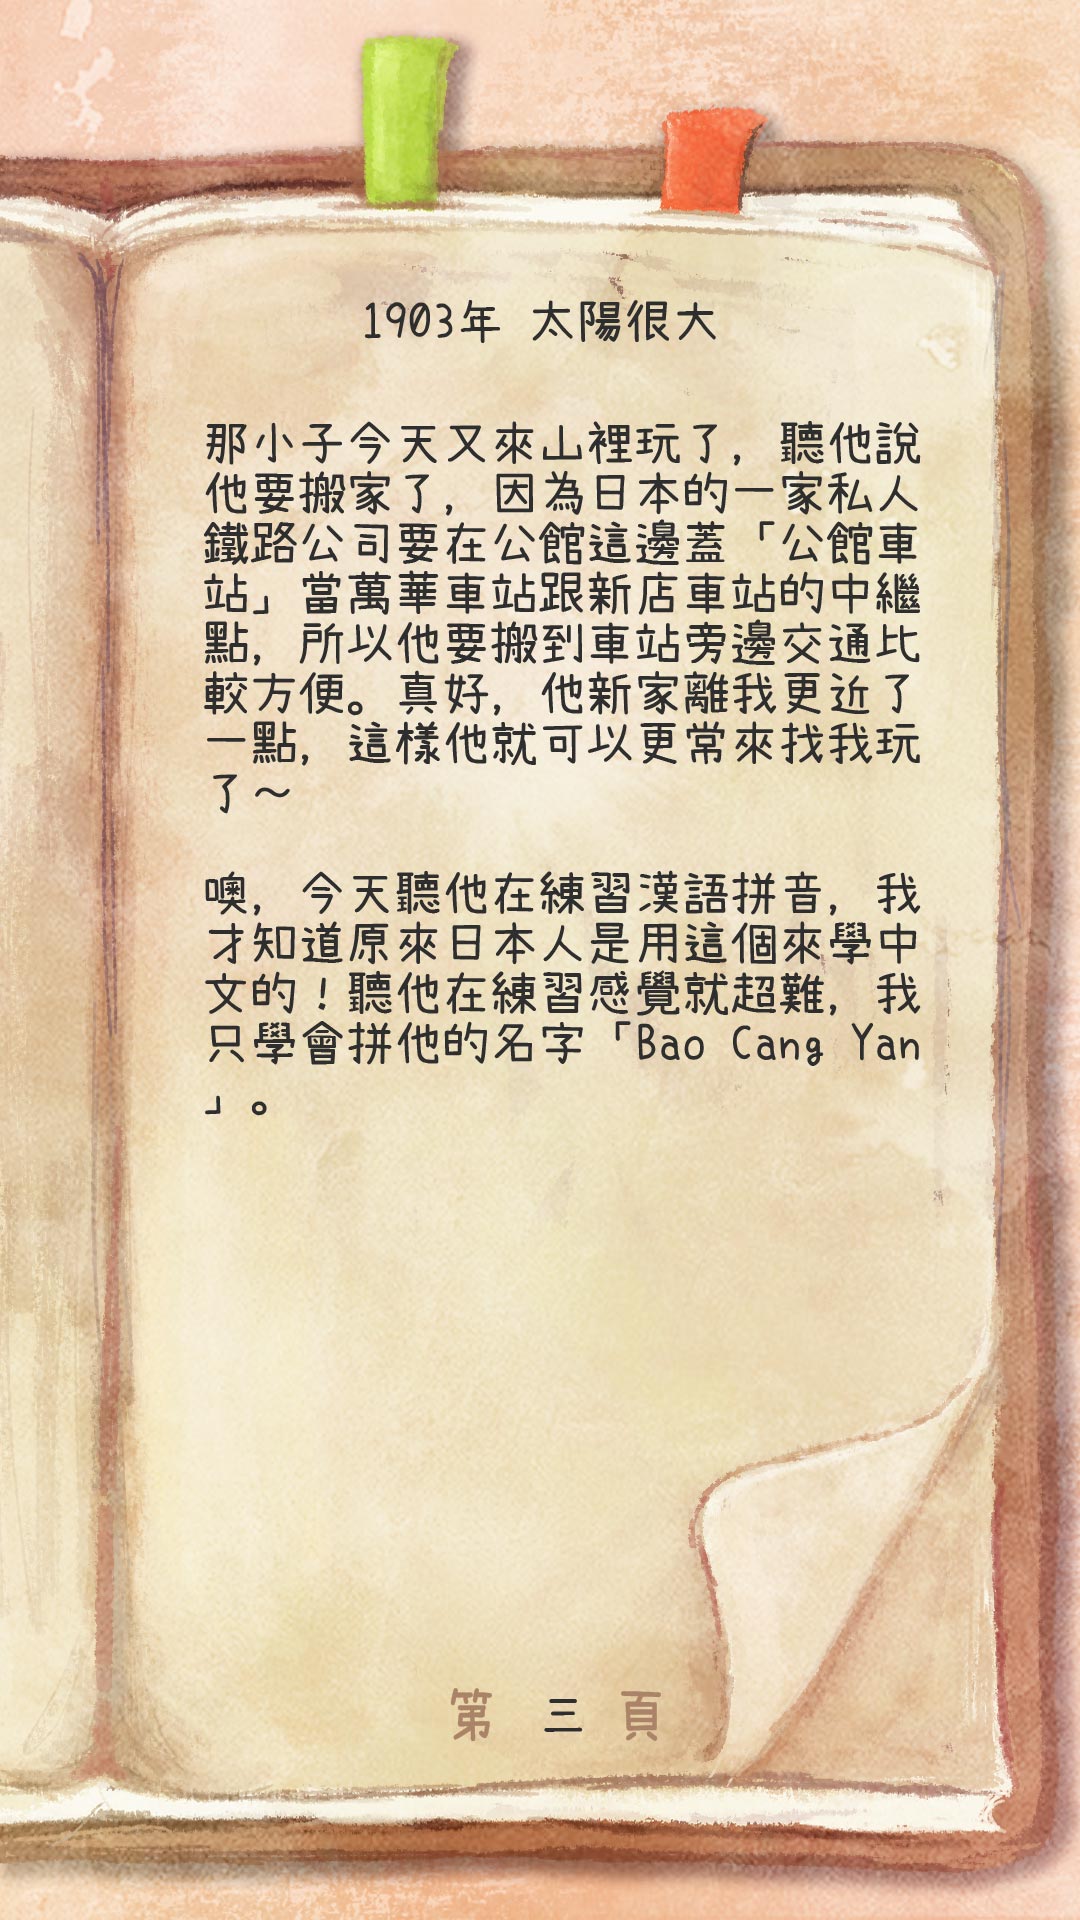 1903年 太陽很大
那小子今天又來山裡玩了，聽他說
他要搬家了，因為日本的一家私人
鐵路公司要在公館這邊蓋「公館車
站」當萬華車站跟新店車站的中繼
點，所以他要搬到車站旁邊交通比
較方便。真好，他新家離我更近了
一點，這樣他就可以更常來找我玩
了～
噢，今天聽他在練習漢語拼音，我
才知道原來日本人是用這個來學中
文的！聽他在練習感覺就超難，我
只學會拼他的名字「Bao Cang Yan
」。
第 三 頁